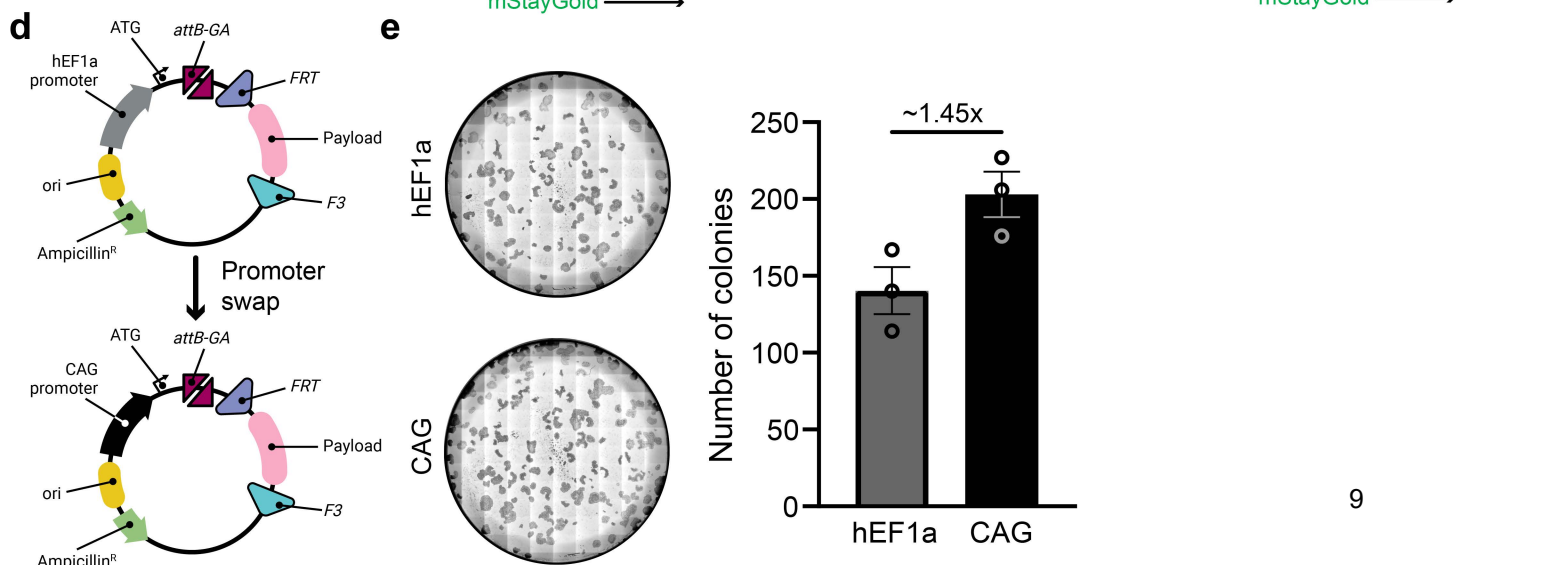 mStayGold
mStayGold
d
ATG
attB-GA
hEF1a
promoter
FRT
Payload
ori
F3
Ampicillinᴿ
Promoter
swap
ATG
attB-GA
CAG
promoter
FRT
Payload
ori
F3
Ampicillinᴿ
e
hEF1a
CAG
Number of colonies
~1.45x
250
200
150
100
50
0
hEF1a
CAG
9